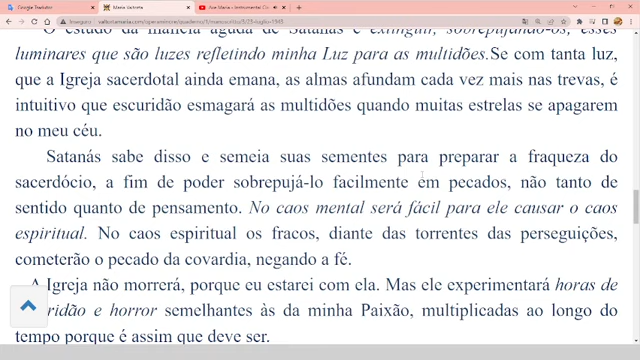 Google Tradutor
Maria Valtorta
Ave Maria - Instrumental Co
Inseguro
O estudo da malícia aguda de Satanás é extinguir, sobrepujando-os, esses
luminares que são luzes refletindo minha Luz para as multidões.Se com tanta luz,
que a Igreja sacerdotal ainda emana, as almas afundam cada vez mais nas trevas, é
intuitivo que escuridão esmagará as multidões quando muitas estrelas se apagarem
no meu céu.
Satanás sabe disso e semeia suas sementes para preparar a fraqueza do
sacerdócio, a fim de poder sobrepujá-lo facilmente em pecados, não tanto de
sentido quanto de pensamento. No caos mental será fácil para ele causar o caos
espiritual. No caos espiritual os fracos, diante das torrentes das perseguições,
cometerão o pecado da covardia, negando a fé.
A Igreja não morrerá, porque eu estarei com ela. Mas ele experimentará horas de
ridão e horror semelhantes às da minha Paixão, multiplicadas ao longo do
tempo porque é assim que deve ser.